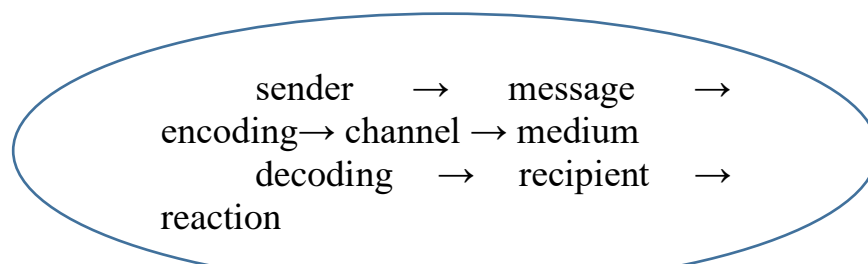 sender → message →
encoding→ channel → medium
decoding → recipient →
reaction